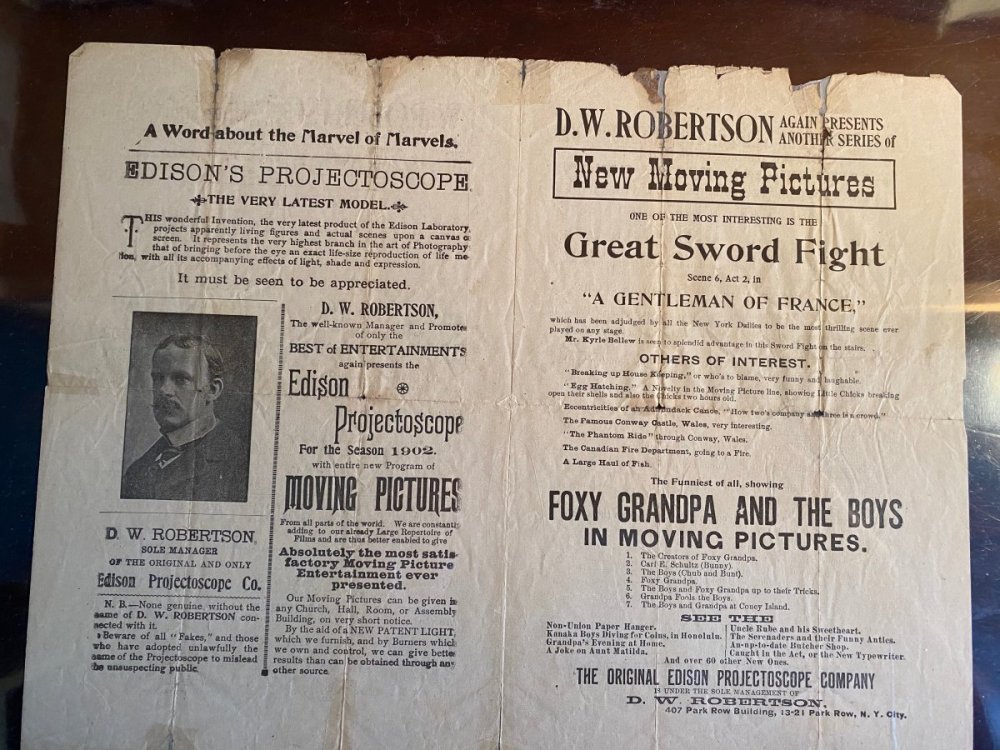 A Word about the Marvel of Marvels.
EDISON'S PROJECTOSCOPE
THE VERY LATEST MODEL.
THIS wonderful Invention, the very latest product of the Edison Laboratory,
projects apparently living figures and actual scenes upon a canvas or
screen. It represents the very highest branch in the art of Photography
that of bringing before the eye an exact life-size reproduction of life mo-
tion, with all its accompanying effects of light, shade and expression.
It must be seen to be appreciated.
D. W. ROBERTSON,
SOLE MANAGER
OF THE ORIGINAL AND ONLY
Edison Projectoscope Co.
N. B.—None genuine, without the
name of D. W. ROBERTSON con-
nected with it.
Beware of all "Fakes," and those
who have adopted unlawfully the
name of the Projectoscope to mislead
the unsuspecting public.
D. W. ROBERTSON,
The well-known Manager and Promoter
of only the
BEST of ENTERTAINMENTS
again presents the
Edison
Projectoscope
For the Season 1902.
with entire new Program of
MOVING PICTURES
From all parts of the world. We are constantly
adding to our already Large Repertoire of
Films and are thus better enabled to give
Absolutely the most satis-
factory Moving Picture
Entertainment ever
presented.
Our Moving Pictures can be given in
any Church, Hall, Room, or Assembly
Building, on very short notice.
By the aid of a NEW PATENT LIGHT,
which we furnish, and by Burners which
we own and control, we can give better
results than can be obtained through any
other source.
D. W. ROBERTSON AGAIN PRESENTS
ANOTHER SERIES of
New Moving Pictures
ONE OF THE MOST INTERESTING IS THE
Great Sword Fight
Scene 6, Act 2, in
"A GENTLEMAN OF FRANCE,"
which has been adjudged by all the New York Dailies to be the most thrilling scene ever
played on any stage.
Mr. Kyrle Bellew is seen to splendid advantage in this Sword Fight on the stairs.
OTHERS OF INTEREST.
"Breaking up House Keeping," or who's to blame, very funny and laughable.
"Egg Hatching." A Novelty in the Moving Picture line, showing Little Chicks breaking
open their shells and also the Chicks two hours old.
Eccentricities of an Adirondack Canoe, "How two's company and three is a crowd."
The Famous Conway Castle, Wales, very interesting.
"The Phantom Ride" through Conway, Wales.
The Canadian Fire Department, going to a Fire.
A Large Haul of Fish.
The Funniest of all, showing
FOXY GRANDPA AND THE BOYS
IN MOVING PICTURES.
1. The Creators of Foxy Grandpa.
2. Carl E. Schultz (Bunny).
3. The Boys (Chub and Bunt).
4. Foxy Grandpa.
5. The Boys and Foxy Grandpa up to their Tricks.
6. Grandpa Fools the Boys.
7. The Boys and Grandpa at Coney Island.
SEE THE
Non-Union Paper Hanger.
Kanaka Boys Diving for Coins, in Honolulu.
Grandpa's Evening at Home.
A Joke on Aunt Matilda.
Uncle Rube and his Sweetheart.
The Serenaders and their Funny Antics.
An up-to-date Butcher Shop.
Caught in the Act, or the New Typewriter.
And over 60 other New Ones.
THE ORIGINAL EDISON PROJECTOSCOPE COMPANY
IS UNDER THE SOLE MANAGEMENT OF
D. W. ROBERTSON,
407 Park Row Building, 13-21 Park Row, N. Y. City.